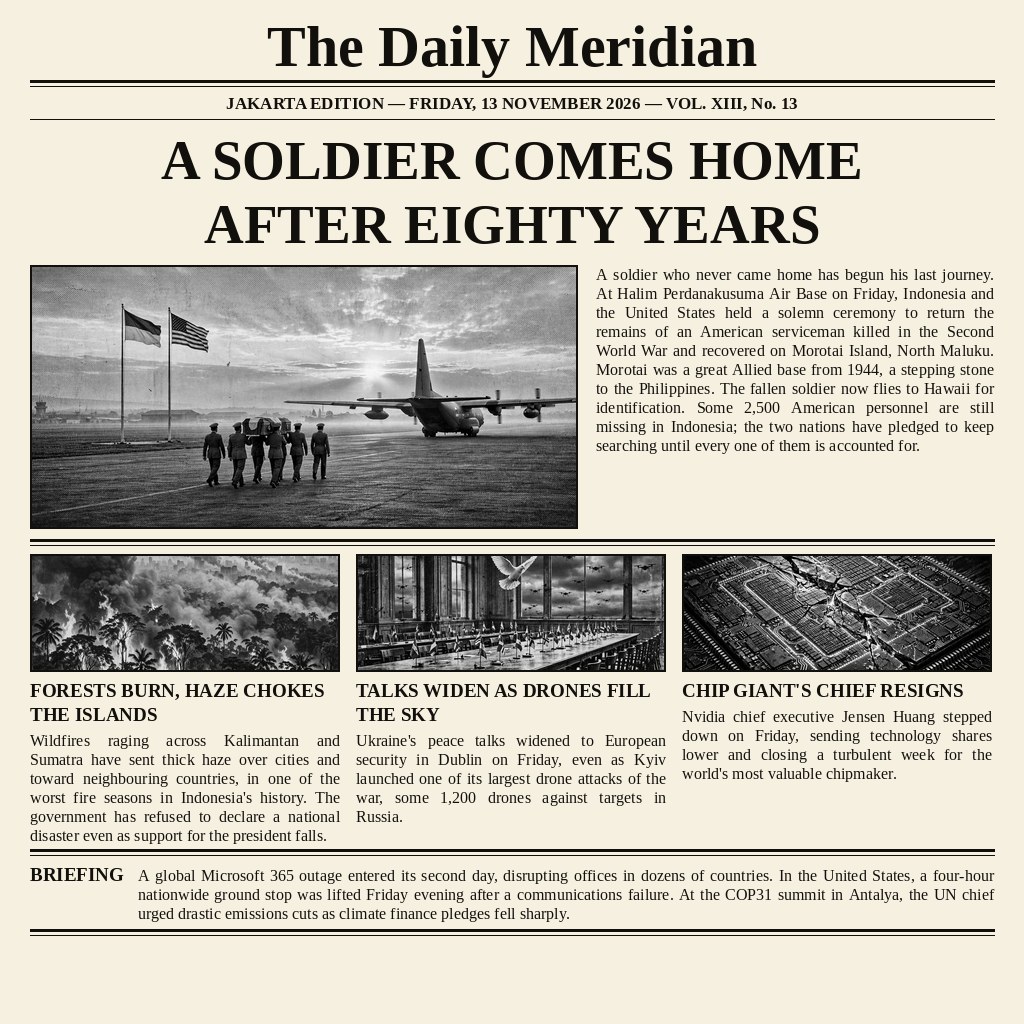 The Daily Meridian
JAKARTA EDITION — FRIDAY, 13 NOVEMBER 2026 — VOL. XIII, No. 13
A SOLDIER COMES HOME
AFTER EIGHTY YEARS
A soldier who never came home has begun his last journey.
At Halim Perdanakusuma Air Base on Friday, Indonesia and
the United States held a solemn ceremony to return the
remains of an American serviceman killed in the Second
World War and recovered on Morotai Island, North Maluku.
Morotai was a great Allied base from 1944, a stepping stone
to the Philippines. The fallen soldier now flies to Hawaii for
identification. Some 2,500 American personnel are still
missing in Indonesia; the two nations have pledged to keep
searching until every one of them is accounted for.
FORESTS BURN, HAZE CHOKES
THE ISLANDS
Wildfires raging across Kalimantan and
Sumatra have sent thick haze over cities and
toward neighbouring countries, in one of the
worst fire seasons in Indonesia's history. The
government has refused to declare a national
disaster even as support for the president falls.
TALKS WIDEN AS DRONES FILL
THE SKY
Ukraine's peace talks widened to European
security in Dublin on Friday, even as Kyiv
launched one of its largest drone attacks of the
war, some 1,200 drones against targets in
Russia.
CHIP GIANT'S CHIEF RESIGNS
Nvidia chief executive Jensen Huang stepped
down on Friday, sending technology shares
lower and closing a turbulent week for the
world's most valuable chipmaker.
BRIEFING
A global Microsoft 365 outage entered its second day, disrupting offices in dozens of countries. In the United States, a four-hour
nationwide ground stop was lifted Friday evening after a communications failure. At the COP31 summit in Antalya, the UN chief
urged drastic emissions cuts as climate finance pledges fell sharply.